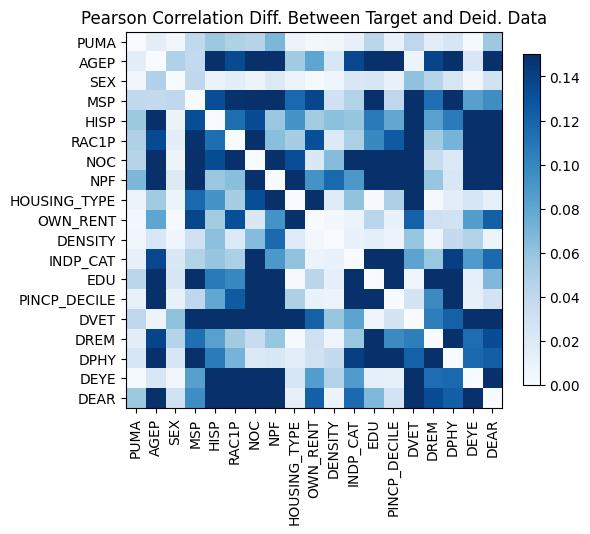 Pearson Correlation Diff. Between Target and Deid. Data
PUMA
AGEP
SEX
MSP
HISP
RAC1P
NOC
NPF
HOUSING_TYPE
OWN_RENT
DENSITY
INDP_CAT
EDU
PINCP_DECILE
DVET
DREM
DPHY
DEYE
DEAR
PUMA
AGEP
SEX
MSP
HISP
RAC1P
NOC
NPF
HOUSING_TYPE
OWN_RENT
DENSITY
INDP_CAT
EDU
PINCP_DECILE
DVET
DREM
DPHY
DEYE
DEAR
0.14
0.12
0.10
0.08
0.06
0.04
0.02
0.00